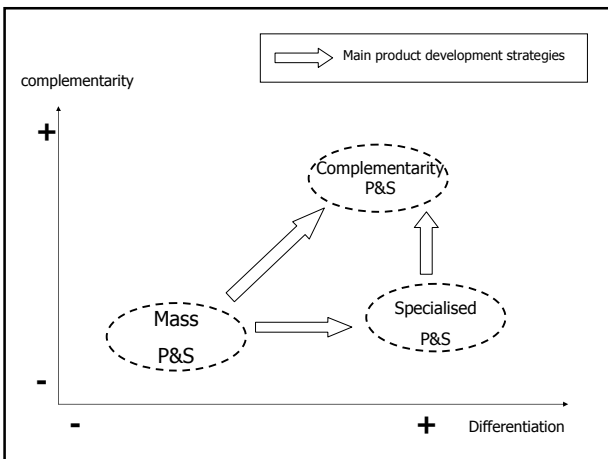 Main product development strategies
complementarity
+
Complementarity
P&S
Mass
P&S
Specialised
P&S
-
-
+
Differentiation